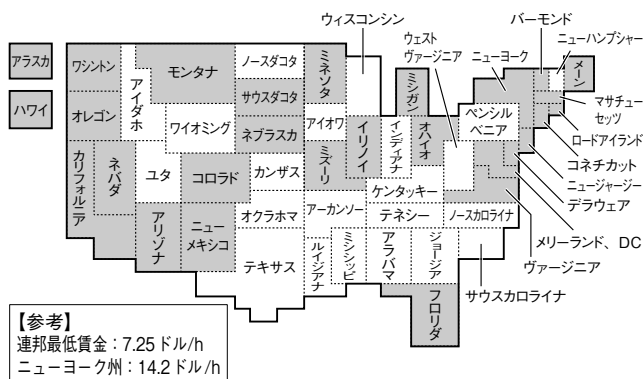 ウィスコンシン
ウェスト
ヴァージニア
バーモンド
ニューハンプシャー
ニューヨーク
メーン
アラスカ
ハワイ
ワシントン
モンタナ
ノースダコタ
ミネソタ
ミシガン
マサチュー
セッツ
オレゴン
アイダホ
サウスダコタ
ペンシル
ベニア
ロードアイランド
ワイオミング
ネブラスカ
アイオワ
イリノイ
インディアナ
オハイオ
コネチカット
カリフォルニア
ネバダ
ユタ
コロラド
カンザス
ミズーリ
ケンタッキー
ニュージャージー
デラウェア
アリゾナ
ニュー
メキシコ
オクラホマ
アーカンソー
テネシー
ノースカロライナ
メリーランド、DC
ヴァージニア
テキサス
ルイジアナ
ミシシッピ
アラバマ
ジョージア
サウスカロライナ
フロリダ
【参考】
連邦最低賃金：7.25ドル/h
ニューヨーク州：14.2ドル/h